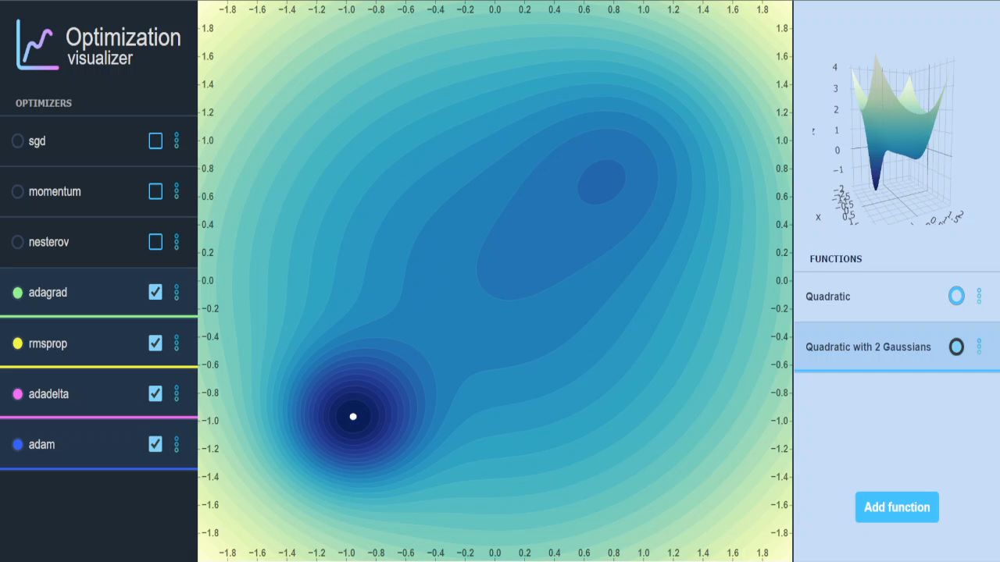 Optimization
visualizer
OPTIMIZERS
sgd
momentum
nesterov
adagrad
rmsprop
adadelta
adam
−1.8 −1.6 −1.4 −1.2 −1.0 −0.8 −0.6 −0.4 −0.2 0.0 0.2 0.4 0.6 0.8 1.0 1.2 1.4 1.6 1.8
1.8 1.8
1.6 1.6
1.4 1.4
1.2 1.2
1.0 1.0
0.8 0.8
0.6 0.6
0.4 0.4
0.2 0.2
0.0 0.0
−0.2 −0.2
−0.4 −0.4
−0.6 −0.6
−0.8 −0.8
−1.0 −1.0
−1.2 −1.2
−1.4 −1.4
−1.6 −1.6
−1.8 −1.8
−1.8 −1.6 −1.4 −1.2 −1.0 −0.8 −0.6 −0.4 −0.2 0.0 0.2 0.4 0.6 0.8 1.0 1.2 1.4 1.6 1.8
4
3
2
1
0
−1
−2
x
FUNCTIONS
Quadratic
Quadratic with 2 Gaussians
Add function